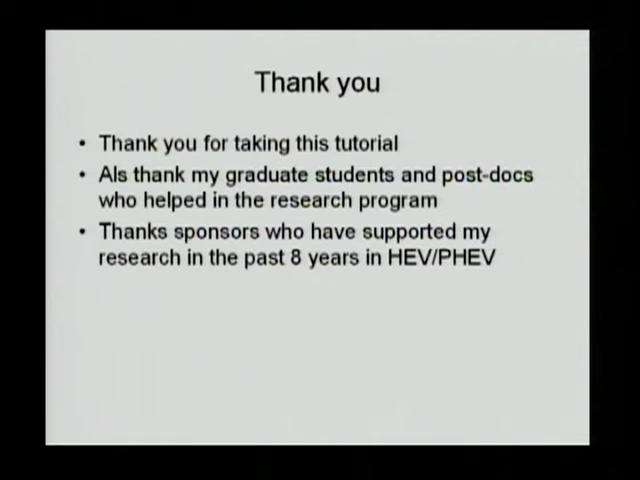 Thank you
• Thank you for taking this tutorial
• Als thank my graduate students and post-docs
who helped in the research program
• Thanks sponsors who have supported my
research in the past 8 years in HEV/PHEV